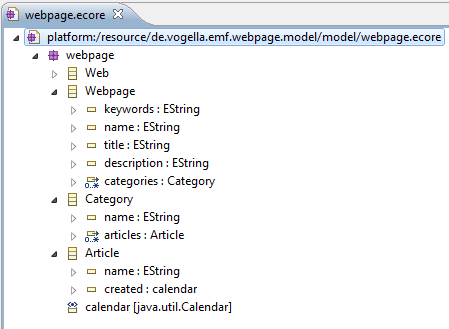 webpage.ecore
platform:/resource/de.vogella.emf.webpage.model/model/webpage.ecore
webpage
Web
Webpage
keywords : EString
name : EString
title : EString
description : EString
0..* categories : Category
Category
name : EString
0..* articles : Article
Article
name : EString
created : calendar
calendar [java.util.Calendar]